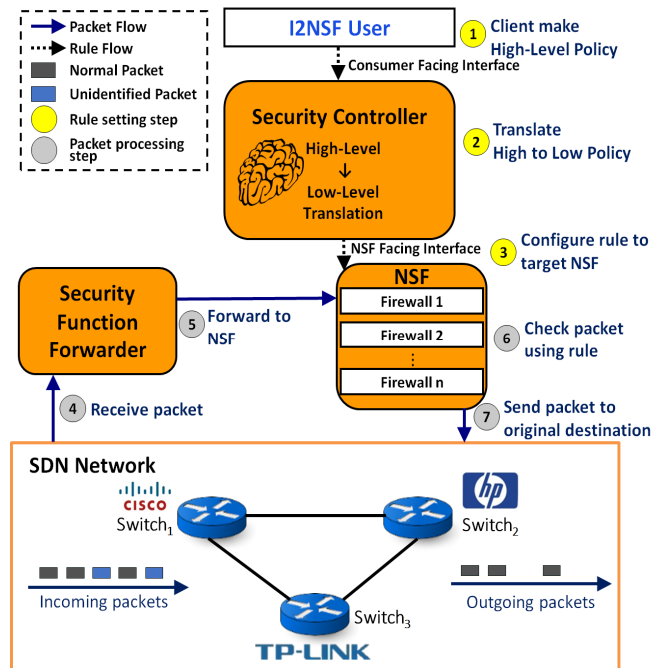 Packet Flow
Rule Flow
Normal Packet
Unidentified Packet
Rule setting step
Packet processing
step
I2NSF User
1
Client make
High-Level Policy
Consumer Facing Interface
Security Controller
High-Level
↓
Low-Level
Translation
2
Translate
High to Low Policy
NSF Facing Interface
3
Configure rule to
target NSF
Security
Function
Forwarder
5
Forward to
NSF
NSF
Firewall 1
Firewall 2
⋮
Firewall n
6
Check packet
using rule
4
Receive packet
7
Send packet to
original destination
SDN Network
CISCO
Switch1
hp
Switch2
Incoming packets
Switch3
TP-LINK
Outgoing packets